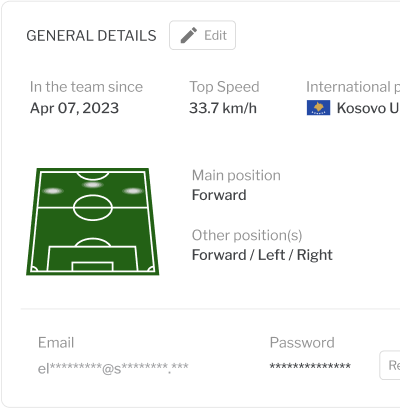 GENERAL DETAILS Edit
In the team since Top Speed International p
Apr 07, 2023 33.7 km/h Kosovo U
Main position
Forward
Other position(s)
Forward / Left / Right
Email Password
el*********@s********.*** ************** Re